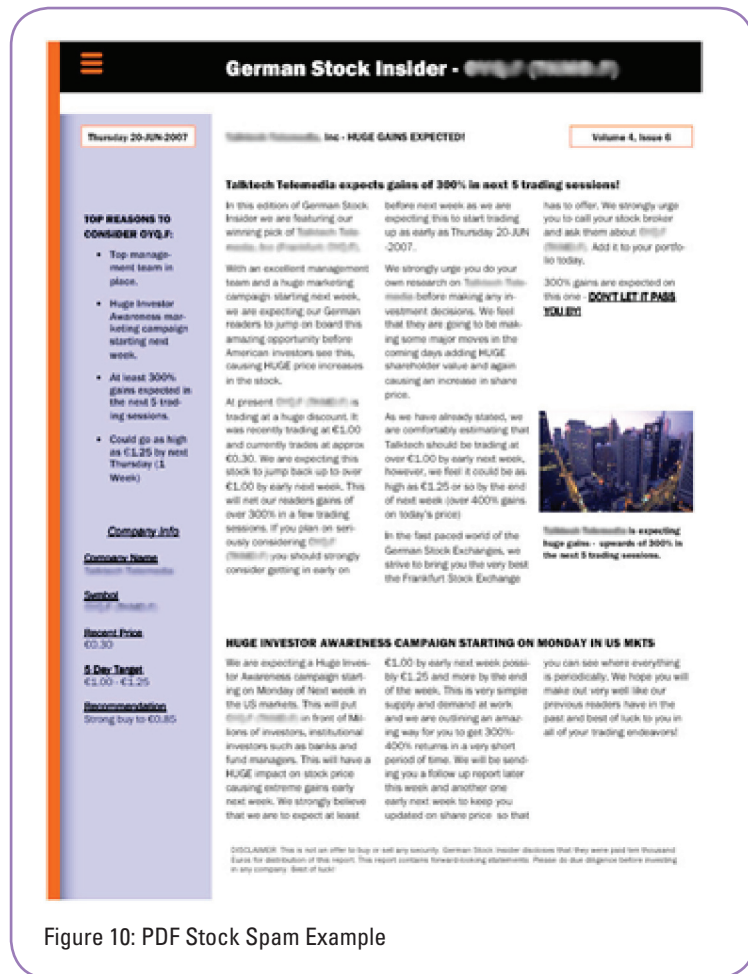 German Stock Insider -
Thursday 20-JUN-2007
Inc - HUGE GAINS EXPECTED!
Volume 4, Issue 6
TOP REASONS TO
CONSIDER OYQ.F:
• Top manage-
ment team in
place.
• Huge Investor
Awareness mar-
keting campaign
starting next
week.
• At least 300%
gains expected in
the next 5 trad-
ing sessions.
• Could go as high
as €1.25 by next
Thursday (1
Week)
Company Info
Company Name
Symbol
Recent Price
€0.30
5 Day Target
€1.00 - €1.25
Recommendation
Strong buy to €0.85
Talktech Telemedia expects gains of 300% in next 5 trading sessions!
In this edition of German Stock
Insider we are featuring our
winning pick of
With an excellent management
team and a huge marketing
campaign starting next week,
we are expecting our German
readers to jump on board this
amazing opportunity before
American investors see this,
causing HUGE price increases
in the stock.
At present is
trading at a huge discount. It
was recently trading at €1.00
and currently trades at approx
€0.30. We are expecting this
stock to jump back up to over
€1.00 by early next week. This
will net our readers gains of
over 300% in a few trading
sessions. If you plan on seri-
ously considering
you should strongly
consider getting in early on
before next week as we are
expecting this to start trading
up as early as Thursday 20-JUN
-2007.
We strongly urge you do your
own research on
before making any in-
vestment decisions. We feel
that they are going to be mak-
ing some major moves in the
coming days adding HUGE
shareholder value and again
causing an increase in share
price.
As we have already stated, we
are comfortably estimating that
Talktech should be trading at
over €1.00 by early next week,
however, we feel it could be as
high as €1.25 or so by the end
of next week (over 400% gains
on today's price)
In the fast paced world of the
German Stock Exchanges, we
strive to bring you the very best
the Frankfurt Stock Exchange
has to offer. We strongly urge
you to call your stock broker
and ask them about
Add it to your portfo-
lio today.
300% gains are expected on
this one - DON'T LET IT PASS
YOU BY!
is expecting
huge gains - upwards of 300% in
the next 5 trading sessions.
HUGE INVESTOR AWARENESS CAMPAIGN STARTING ON MONDAY IN US MKTS
We are expecting a Huge Inves-
tor Awareness campaign start-
ing on Monday of Next week in
the US markets. This will put
in front of Mil-
lions of investors, institutional
investors such as banks and
fund managers. This will have a
HUGE impact on stock price
causing extreme gains early
next week. We strongly believe
that we are to expect at least
€1.00 by early next week possi-
bly €1.25 and more by the end
of the week. This is very simple
supply and demand at work
and we are outlining an amaz-
ing way for you to get 300%-
400% returns in a very short
period of time. We will be send-
ing you a follow up report later
this week and another one
early next week to keep you
updated on share price so that
you can see where everything
is periodically. We hope you will
make out very well like our
previous readers have in the
past and best of luck to you in
all of your trading endeavors!
DISCLAIMER: This is not an offer to buy or sell any security. German Stock Insider discloses that they were paid ten thousand
Euros for distribution of this report. This report contains forward-looking statements. Please do due diligence before investing
in any company. Best of luck!
Figure 10: PDF Stock Spam Example